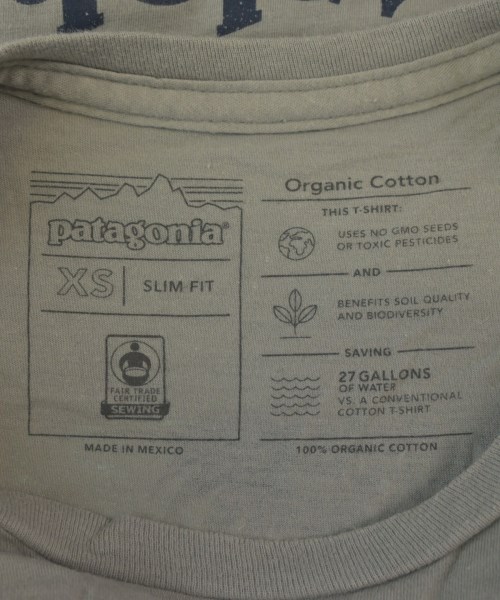 patagonia®
XS | SLIM FIT
FAIR TRADE
CERTIFIED
SEWING
MADE IN MEXICO
Organic Cotton
THIS T-SHIRT:
USES NO GMO SEEDS
OR TOXIC PESTICIDES
AND
BENEFITS SOIL QUALITY
AND BIODIVERSITY
SAVING
27 GALLONS
OF WATER
VS. A CONVENTIONAL
COTTON T-SHIRT
100% ORGANIC COTTON